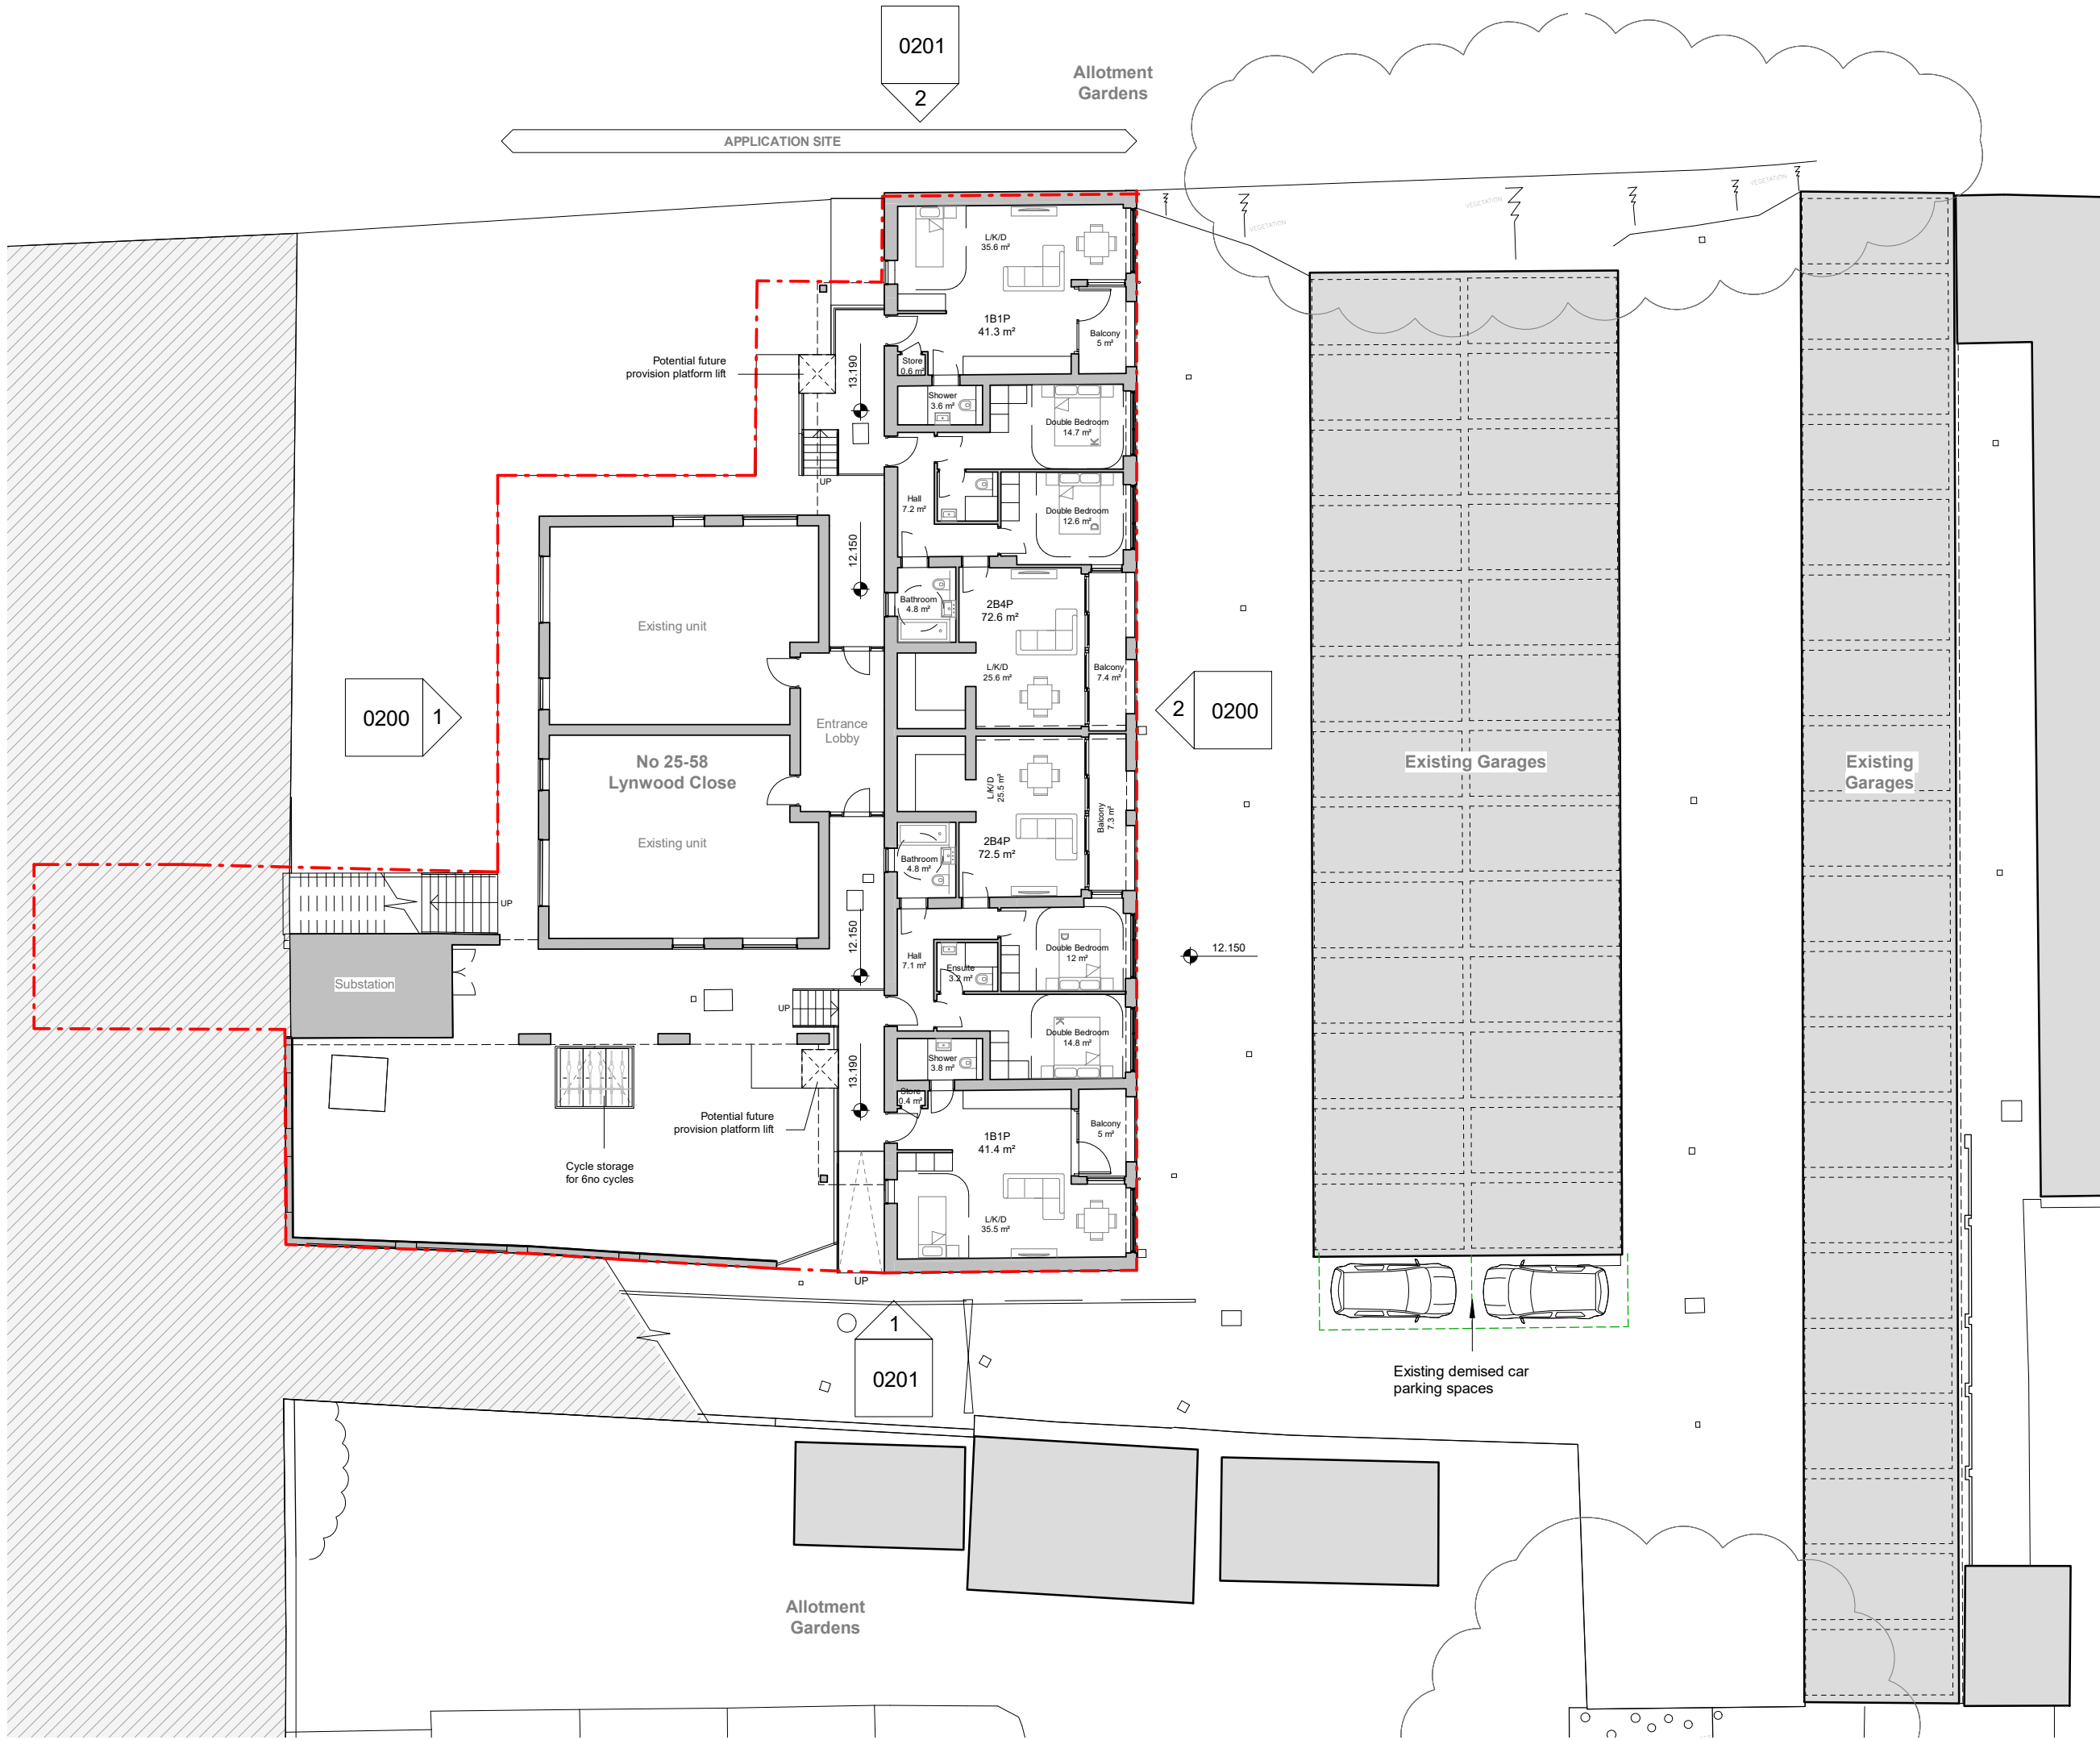 0201
2
Allotment
Gardens
APPLICATION SITE
VEGETATION
VEGETATION
VEGETATION
L/K/D
35.6 m²
1B1P
41.3 m²
Balcony
5 m²
Potential future
provision platform lift
13.190
Store
0.6 m²
Shower
3.6 m²
Double Bedroom
14.7 m²
K
UP
Hall
7.2 m²
Double Bedroom
12.6 m²
D
12.150
Bathroom
4.8 m²
2B4P
72.6 m²
Existing unit
L/K/D
25.6 m²
Balcony
7.4 m²
0200
1
2
0200
Entrance
Lobby
No 25-58
Lynwood Close
Existing Garages
Existing
Garages
L/K/D
25.5 m²
Balcony
7.3 m²
Existing unit
2B4P
72.5 m²
Bathroom
4.8 m²
UP
12.150
Hall
7.1 m²
D
Double Bedroom
12 m²
Ensuite
3.2 m²
12.150
Substation
UP
K
Double Bedroom
14.8 m²
Shower
3.8 m²
13.190
Store
0.4 m²
Potential future
provision platform lift
Balcony
5 m²
1B1P
41.4 m²
Cycle storage
for 6no cycles
L/K/D
35.5 m²
UP
1
0201
Existing demised car
parking spaces
Allotment
Gardens